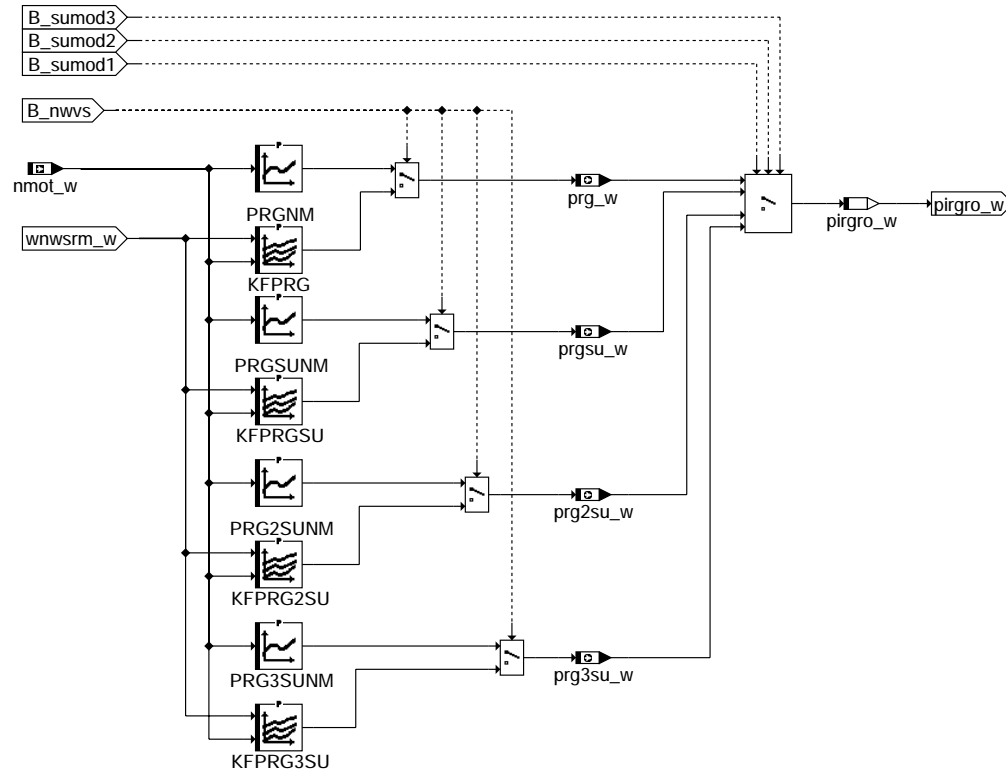 B_sumod3
B_sumod2
B_sumod1
B_nwvs
P
nmot_w
PRGNM
prg_w
pirgro_w
pirgro_w
wnwsrm_w
P
KFPRG
P
PRGSUNM
prgsu_w
P
KFPRGSU
P
PRG2SUNM
prg2su_w
P
KFPRG2SU
P
PRG3SUNM
prg3su_w
P
KFPRG3SU